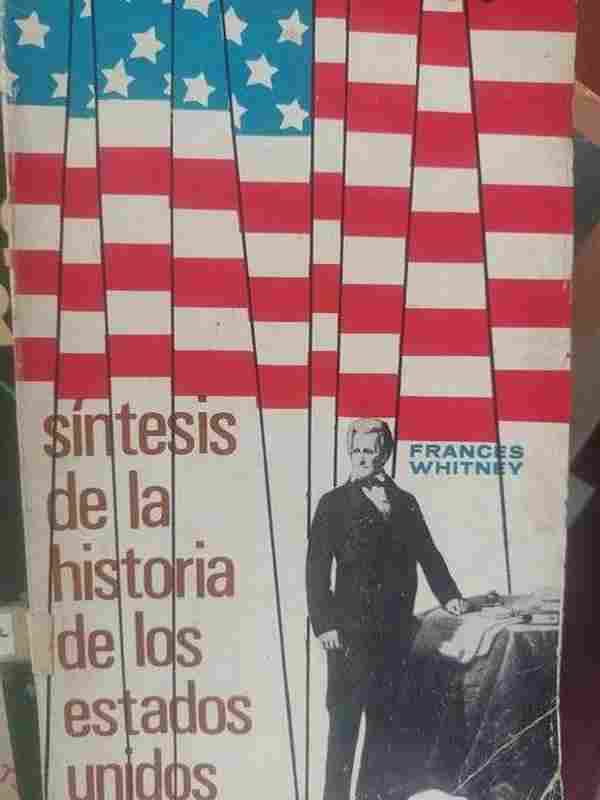 síntesis
de la
historia
de los
estados
unidos
FRANCES
WHITNEY